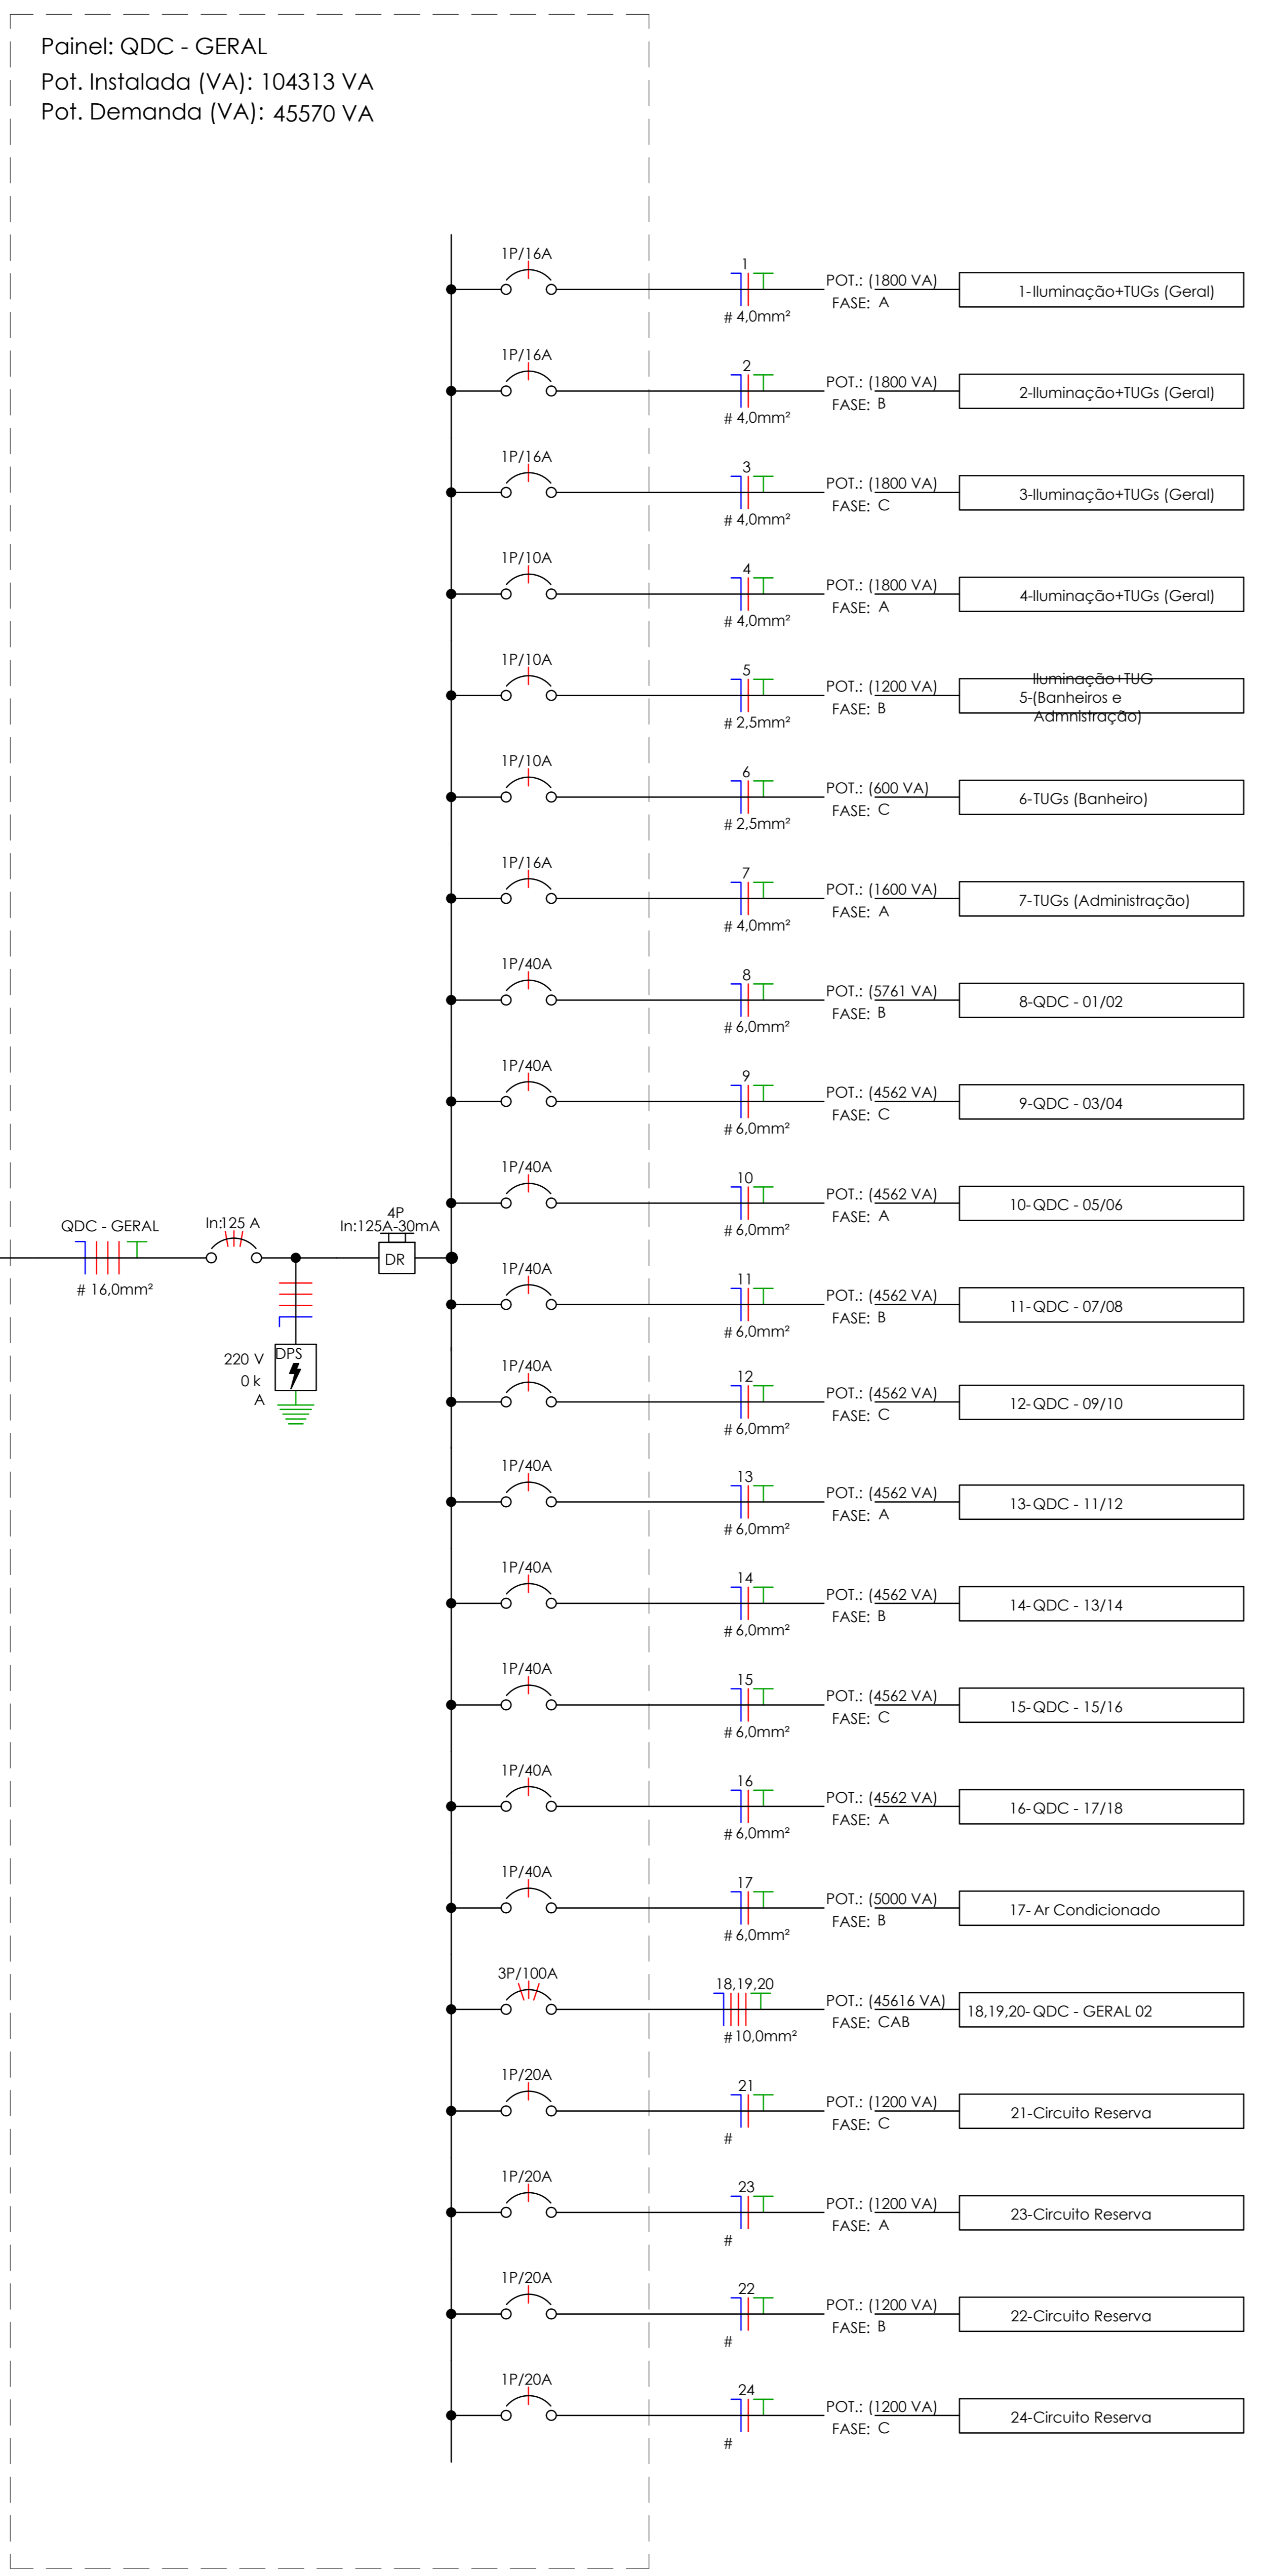 Painel: QDC - GERAL
Pot. Instalada (VA): 104313 VA
Pot. Demanda (VA): 45570 VA
1P/16A
1
POT.: (1800 VA)
FASE: A
# 4,0mm²
1-Iluminação+TUGs (Geral)
1P/16A
2
POT.: (1800 VA)
FASE: B
# 4,0mm²
2-Iluminação+TUGs (Geral)
1P/16A
3
POT.: (1800 VA)
FASE: C
# 4,0mm²
3-Iluminação+TUGs (Geral)
1P/10A
4
POT.: (1800 VA)
FASE: A
# 4,0mm²
4-Iluminação+TUGs (Geral)
1P/10A
5
POT.: (1200 VA)
FASE: B
# 2,5mm²
Iluminação+TUG
5-(Banheiros e
Admnistração)
1P/10A
6
POT.: (600 VA)
FASE: C
# 2,5mm²
6-TUGs (Banheiro)
1P/16A
7
POT.: (1600 VA)
FASE: A
# 4,0mm²
7-TUGs (Administração)
1P/40A
8
POT.: (5761 VA)
FASE: B
# 6,0mm²
8-QDC - 01/02
1P/40A
9
POT.: (4562 VA)
FASE: C
# 6,0mm²
9-QDC - 03/04
1P/40A
10
POT.: (4562 VA)
FASE: A
# 6,0mm²
10-QDC - 05/06
QDC - GERAL
# 16,0mm²
In:125 A
4P
In:125A-30mA
DR
DPS
220 V
0 k
A
1P/40A
11
POT.: (4562 VA)
FASE: B
# 6,0mm²
11-QDC - 07/08
1P/40A
12
POT.: (4562 VA)
FASE: C
# 6,0mm²
12-QDC - 09/10
1P/40A
13
POT.: (4562 VA)
FASE: A
# 6,0mm²
13-QDC - 11/12
1P/40A
14
POT.: (4562 VA)
FASE: B
# 6,0mm²
14-QDC - 13/14
1P/40A
15
POT.: (4562 VA)
FASE: C
# 6,0mm²
15-QDC - 15/16
1P/40A
16
POT.: (4562 VA)
FASE: A
# 6,0mm²
16-QDC - 17/18
1P/40A
17
POT.: (5000 VA)
FASE: B
# 6,0mm²
17-Ar Condicionado
3P/100A
18,19,20
POT.: (45616 VA)
FASE: CAB
# 10,0mm²
18,19,20-QDC - GERAL 02
1P/20A
21
POT.: (1200 VA)
FASE: C
#
21-Circuito Reserva
1P/20A
23
POT.: (1200 VA)
FASE: A
#
23-Circuito Reserva
1P/20A
22
POT.: (1200 VA)
FASE: B
#
22-Circuito Reserva
1P/20A
24
POT.: (1200 VA)
FASE: C
#
24-Circuito Reserva